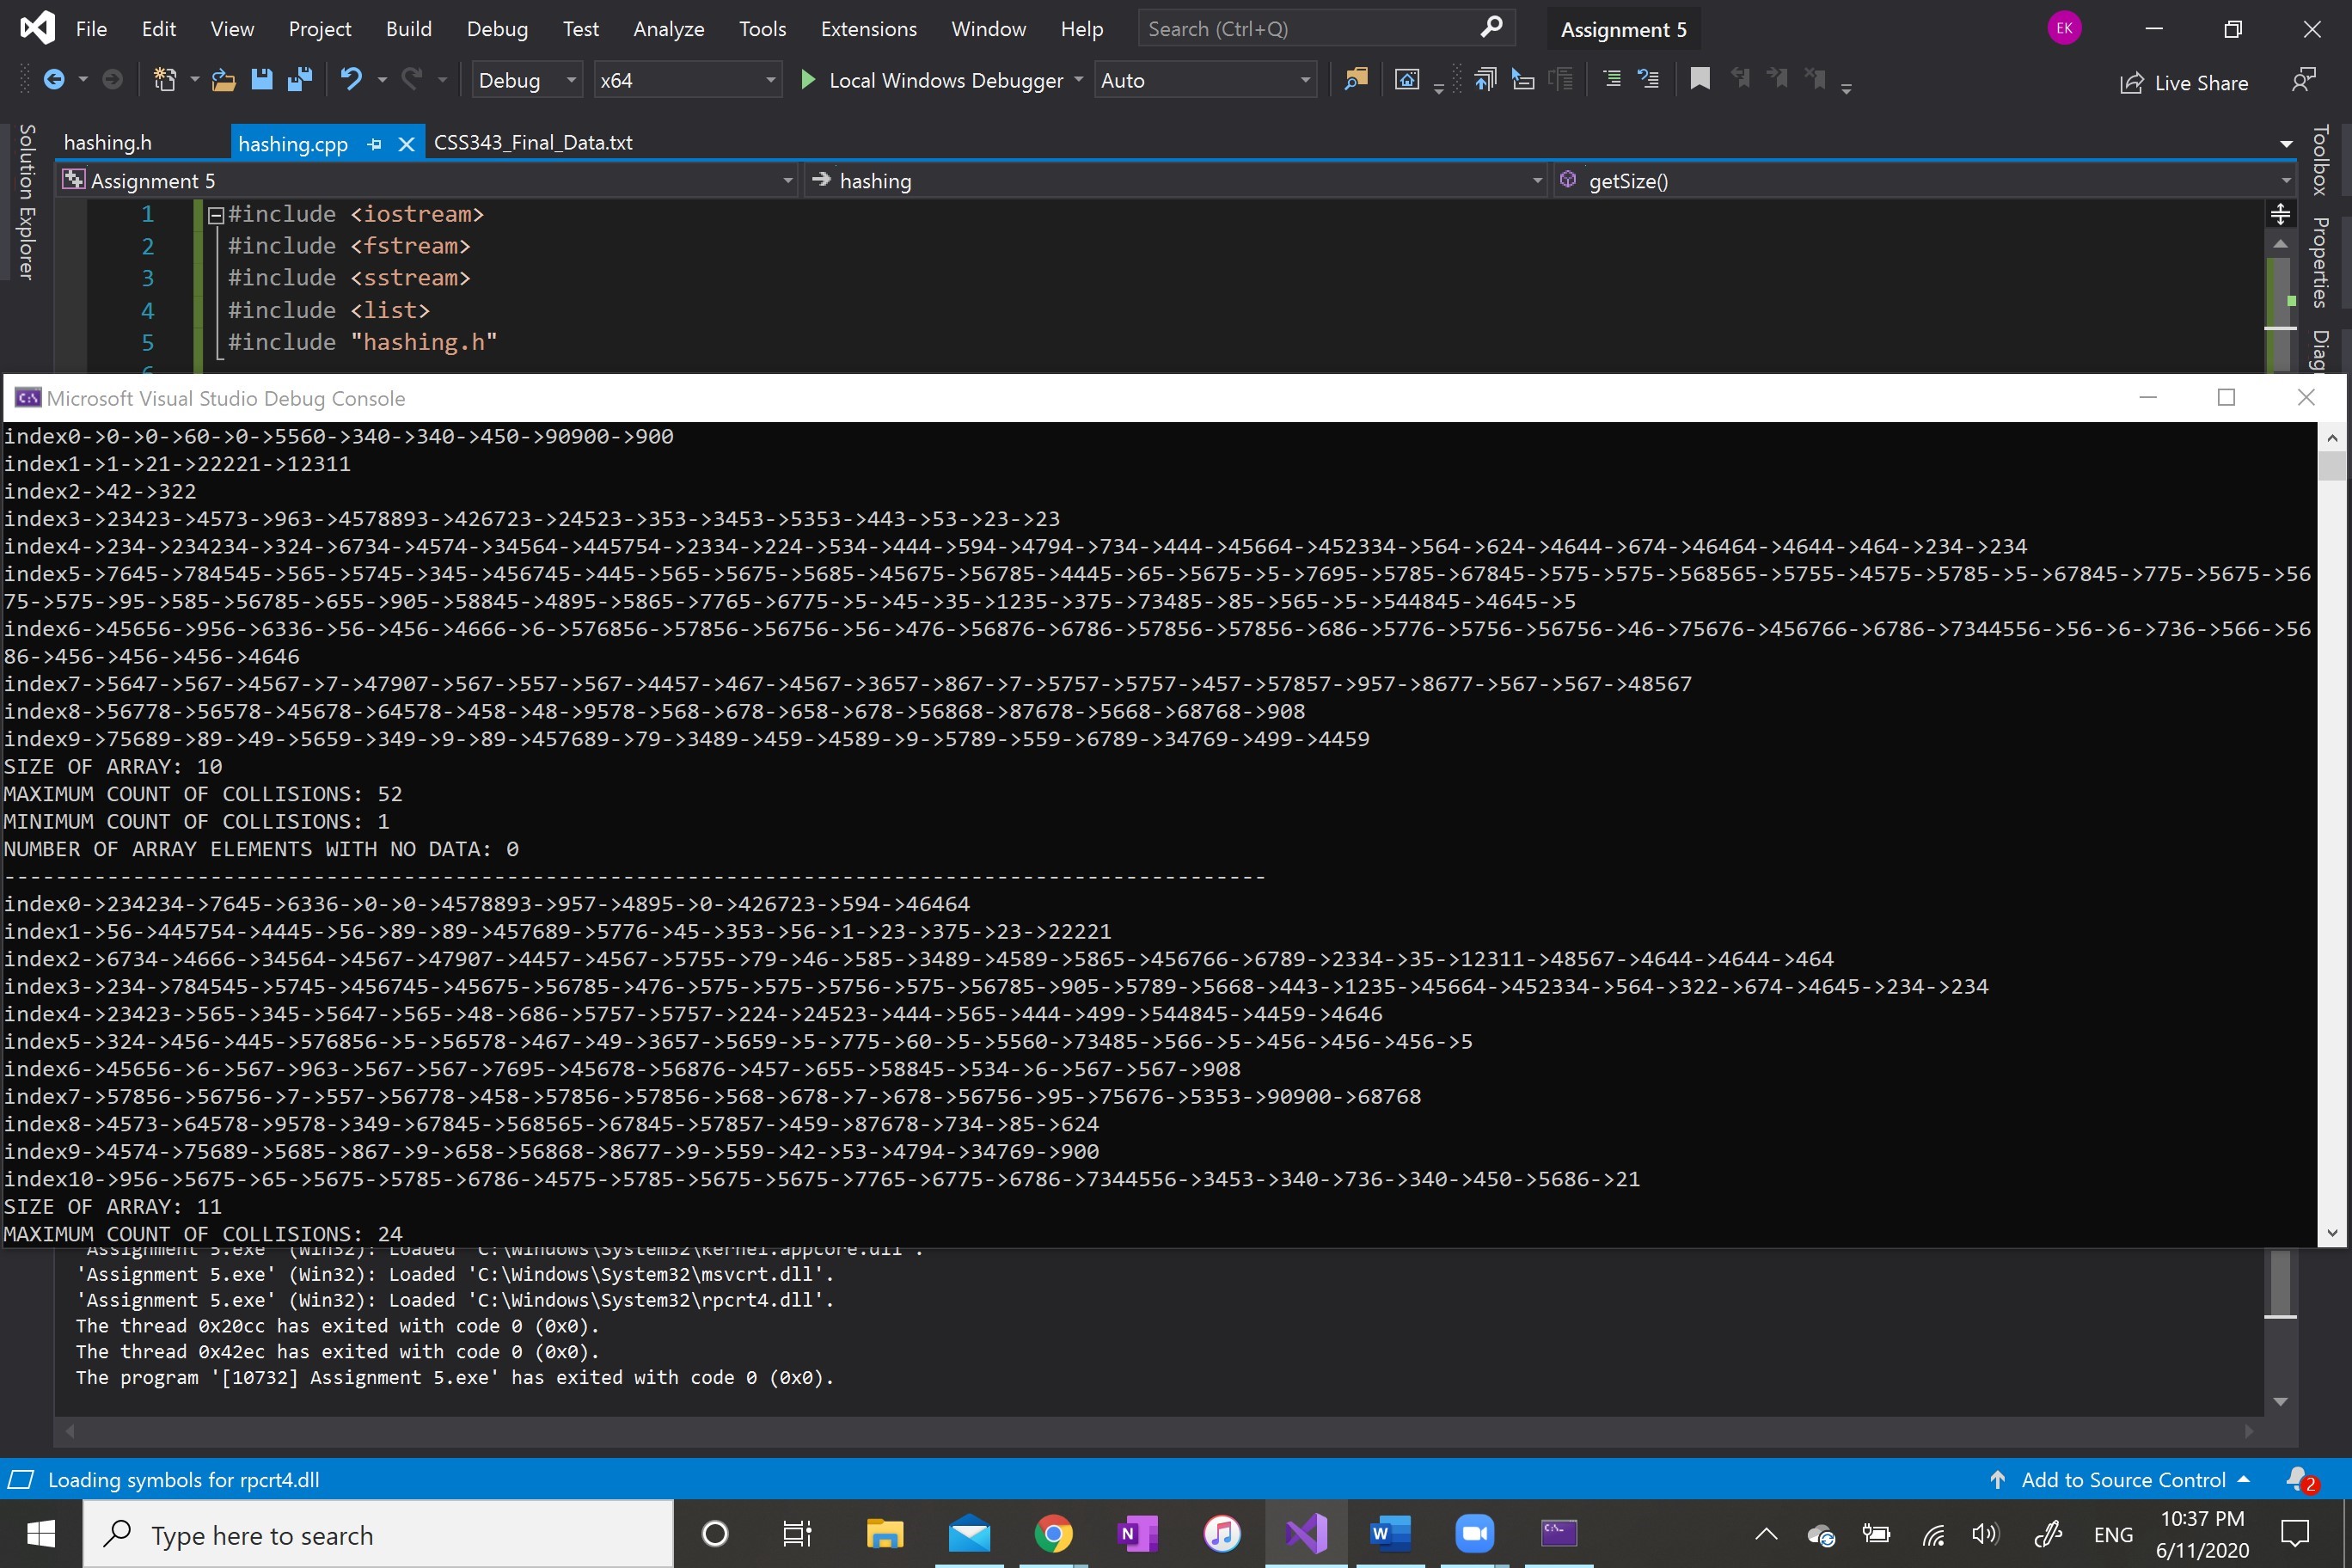 File Edit View Project Build Debug Test Analyze Tools Extensions Window Help Search (Ctrl+Q) Assignment 5 EK
Debug x64 Local Windows Debugger Auto Live Share
Solution Explorer
hashing.h hashing.cpp CSS343_Final_Data.txt
Toolbox
Properties
Assignment 5 hashing getSize()
1 #include <iostream>
2 #include <fstream>
3 #include <sstream>
4 #include <list>
5 #include "hashing.h"
Microsoft Visual Studio Debug Console
index0->0->0->60->0->5560->340->340->450->90900->900
index1->1->21->22221->12311
index2->42->322
index3->23423->4573->963->4578893->426723->24523->353->3453->5353->443->53->23->23
index4->234->234234->324->6734->4574->34564->445754->2334->224->534->444->594->4794->734->444->45664->452334->564->624->4644->674->46464->4644->464->234->234
index5->7645->784545->565->5745->345->456745->445->565->5675->5685->45675->56785->4445->65->5675->5->7695->5785->67845->575->575->568565->5755->4575->5785->5->67845->775->5675->56
75->575->95->585->56785->655->905->58845->4895->5865->7765->6775->5->45->35->1235->375->73485->85->565->5->544845->4645->5
index6->45656->956->6336->56->456->4666->6->576856->57856->56756->56->476->56876->6786->57856->57856->686->5776->5756->56756->46->75676->456766->6786->7344556->56->6->736->566->56
86->456->456->456->4646
index7->5647->567->4567->7->47907->567->557->567->4457->467->4567->3657->867->7->5757->5757->457->57857->957->8677->567->567->48567
index8->56778->56578->45678->64578->458->48->9578->568->678->658->678->56868->87678->5668->68768->908
index9->75689->89->49->5659->349->9->89->457689->79->3489->459->4589->9->5789->559->6789->34769->499->4459
SIZE OF ARRAY: 10
MAXIMUM COUNT OF COLLISIONS: 52
MINIMUM COUNT OF COLLISIONS: 1
NUMBER OF ARRAY ELEMENTS WITH NO DATA: 0
--------------------------------------------------------------------------------------------------
index0->234234->7645->6336->0->0->4578893->957->4895->0->426723->594->46464
index1->56->445754->4445->56->89->89->457689->5776->45->353->56->1->23->375->23->22221
index2->6734->4666->34564->4567->47907->4457->4567->5755->79->46->585->3489->4589->5865->456766->6789->2334->35->12311->48567->4644->4644->464
index3->234->784545->5745->456745->45675->56785->476->575->575->5756->575->56785->905->5789->5668->443->1235->45664->452334->564->322->674->4645->234->234
index4->23423->565->345->5647->565->48->686->5757->5757->224->24523->444->565->444->499->544845->4459->4646
index5->324->456->445->576856->5->56578->467->49->3657->5659->5->775->60->5->5560->73485->566->5->456->456->456->5
index6->45656->6->567->963->567->567->7695->45678->56876->457->655->58845->534->6->567->567->908
index7->57856->56756->7->557->56778->458->57856->57856->568->678->7->678->56756->95->75676->5353->90900->68768
index8->4573->64578->9578->349->67845->568565->67845->57857->459->87678->734->85->624
index9->4574->75689->5685->867->9->658->56868->8677->9->559->42->53->4794->34769->900
index10->956->5675->65->5675->5785->6786->4575->5785->5675->5675->7765->6775->6786->7344556->3453->340->736->340->450->5686->21
SIZE OF ARRAY: 11
MAXIMUM COUNT OF COLLISIONS: 24
'Assignment 5.exe' (Win32): Loaded 'C:\Windows\System32\kernel.appcore.dll'.
'Assignment 5.exe' (Win32): Loaded 'C:\Windows\System32\msvcrt.dll'.
'Assignment 5.exe' (Win32): Loaded 'C:\Windows\System32\rpcrt4.dll'.
The thread 0x20cc has exited with code 0 (0x0).
The thread 0x42ec has exited with code 0 (0x0).
The program '[10732] Assignment 5.exe' has exited with code 0 (0x0).
Loading symbols for rpcrt4.dll Add to Source Control 2
Type here to search ENG 10:37 PM
6/11/2020